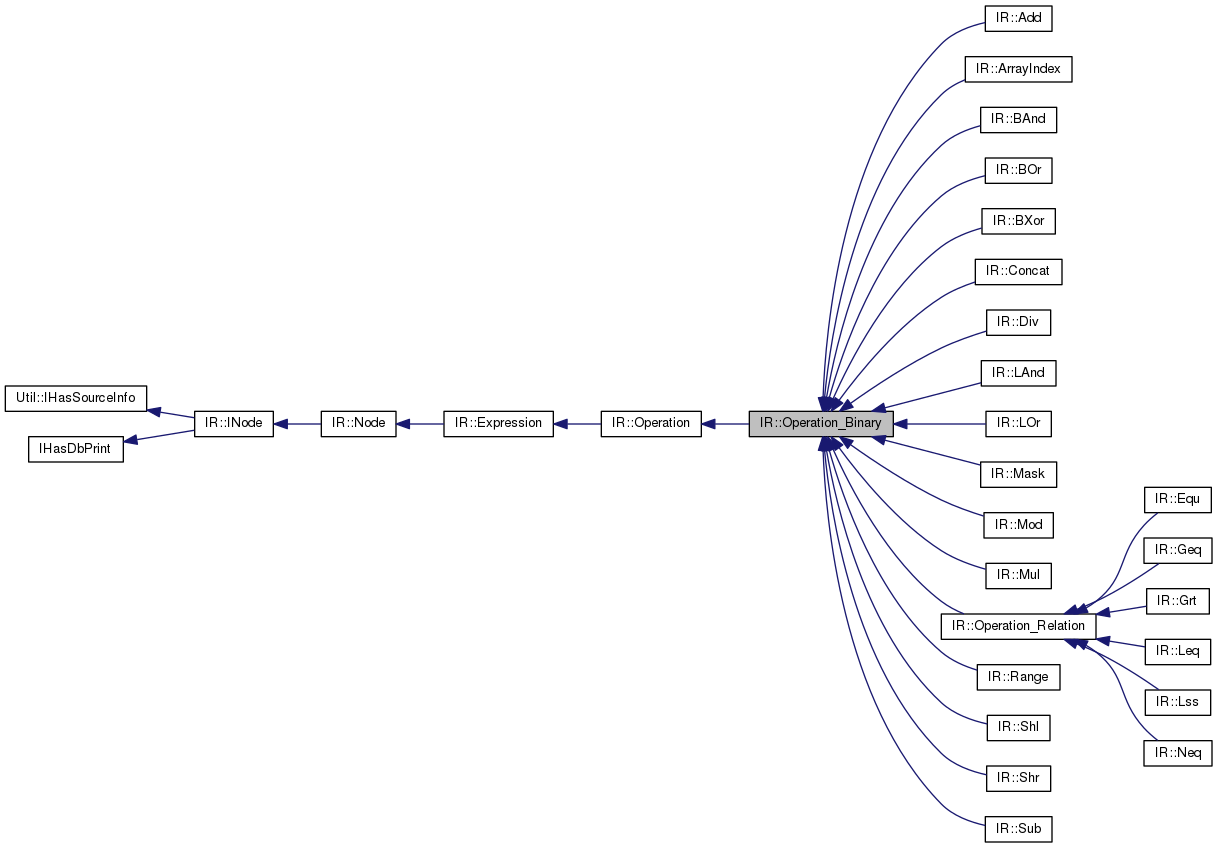 Util::IHasSourceInfo
IHasDbPrint
IR::INode
IR::Node
IR::Expression
IR::Operation
IR::Operation_Binary
IR::Add
IR::ArrayIndex
IR::BAnd
IR::BOr
IR::BXor
IR::Concat
IR::Div
IR::LAnd
IR::LOr
IR::Mask
IR::Mod
IR::Mul
IR::Operation_Relation
IR::Range
IR::Shl
IR::Shr
IR::Sub
IR::Equ
IR::Geq
IR::Grt
IR::Leq
IR::Lss
IR::Neq